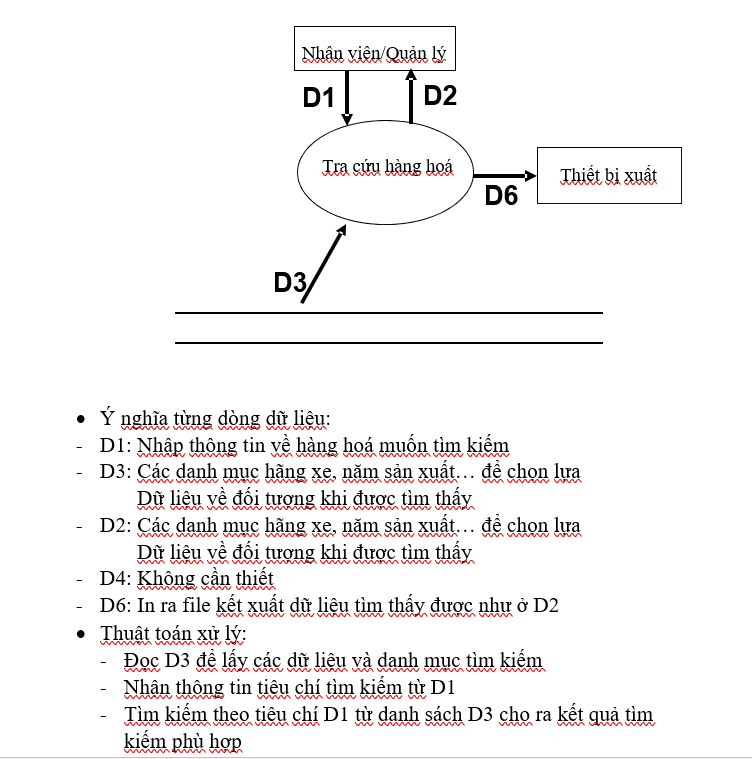 Nhân viên/Quản lý
D1
D2
Tra cứu hàng hoá
Thiết bị xuất
D6
D3
• Ý nghĩa từng dòng dữ liệu:
- D1: Nhập thông tin về hàng hoá muốn tìm kiếm
- D3: Các danh mục hãng xe, năm sản xuất… để chọn lựa
Dữ liệu về đối tượng khi được tìm thấy
- D2: Các danh mục hãng xe, năm sản xuất… để chọn lựa
Dữ liệu về đối tượng khi được tìm thấy
- D4: Không cần thiết
- D6: In ra file kết xuất dữ liệu tìm thấy được như ở D2
• Thuật toán xử lý:
- Đọc D3 để lấy các dữ liệu và danh mục tìm kiếm
- Nhận thông tin tiêu chí tìm kiếm từ D1
- Tìm kiếm theo tiêu chí D1 từ danh sách D3 cho ra kết quả tìm
kiếm phù hợp